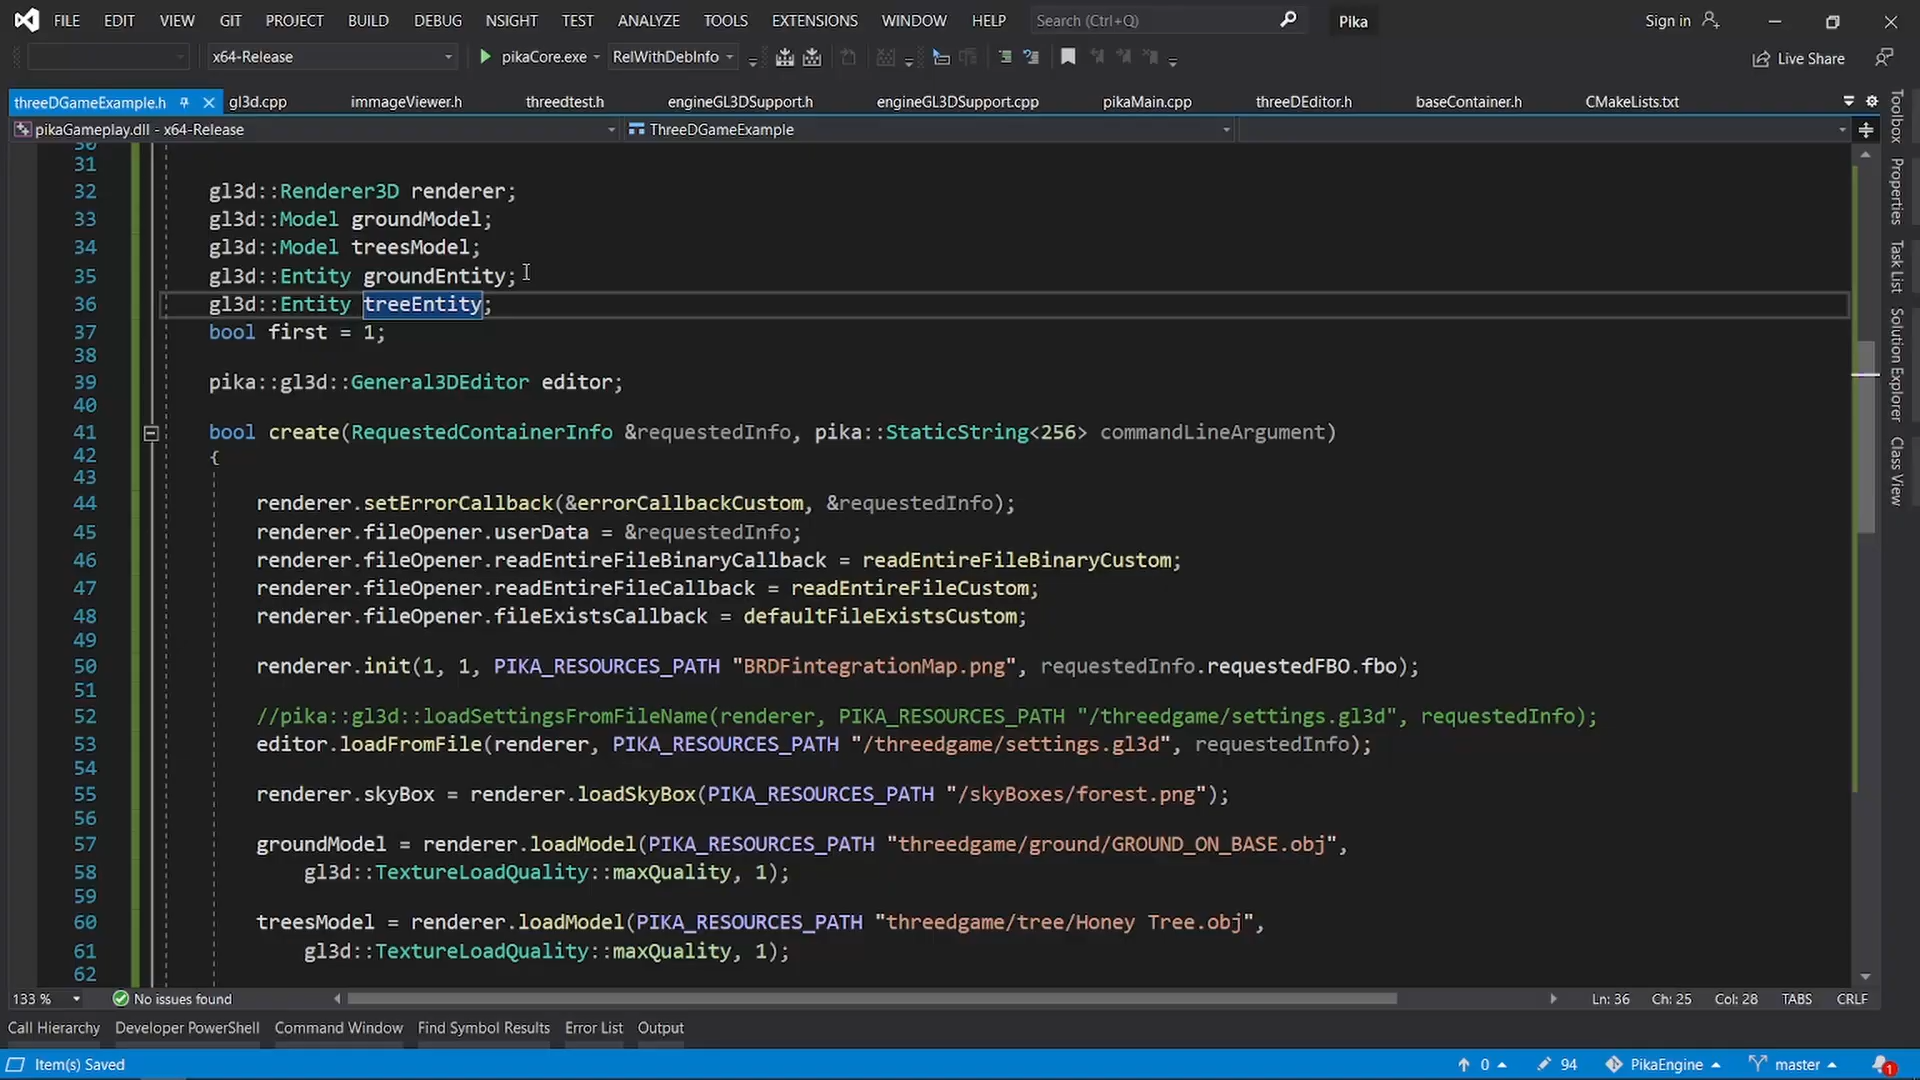 FILE EDIT VIEW GIT PROJECT BUILD DEBUG NSIGHT TEST ANALYZE TOOLS EXTENSIONS WINDOW HELP Search (Ctrl+Q) Pika Sign in
x64-Release pikaCore.exe RelWithDebInfo Live Share
threeDGameExample.h gl3d.cpp immageViewer.h threedtest.h engineGL3DSupport.h engineGL3DSupport.cpp pikaMain.cpp threeDEditor.h baseContainer.h CMakeLists.txt
pikaGameplay.dll - x64-Release ThreeDGameExample
30
31
32 gl3d::Renderer3D renderer;
33 gl3d::Model groundModel;
34 gl3d::Model treesModel;
35 gl3d::Entity groundEntity;
36 gl3d::Entity treeEntity;
37 bool first = 1;
38
39 pika::gl3d::General3DEditor editor;
40
41 bool create(RequestedContainerInfo &requestedInfo, pika::StaticString<256> commandLineArgument)
42 {
43
44 renderer.setErrorCallback(&errorCallbackCustom, &requestedInfo);
45 renderer.fileOpener.userData = &requestedInfo;
46 renderer.fileOpener.readEntireFileBinaryCallback = readEntireFileBinaryCustom;
47 renderer.fileOpener.readEntireFileCallback = readEntireFileCustom;
48 renderer.fileOpener.fileExistsCallback = defaultFileExistsCustom;
49
50 renderer.init(1, 1, PIKA_RESOURCES_PATH "BRDFintegrationMap.png", requestedInfo.requestedFBO.fbo);
51
52 //pika::gl3d::loadSettingsFromFileName(renderer, PIKA_RESOURCES_PATH "/threedgame/settings.gl3d", requestedInfo);
53 editor.loadFromFile(renderer, PIKA_RESOURCES_PATH "/threedgame/settings.gl3d", requestedInfo);
54
55 renderer.skyBox = renderer.loadSkyBox(PIKA_RESOURCES_PATH "/skyBoxes/forest.png");
56
57 groundModel = renderer.loadModel(PIKA_RESOURCES_PATH "threedgame/ground/GROUND_ON_BASE.obj",
58 gl3d::TextureLoadQuality::maxQuality, 1);
59
60 treesModel = renderer.loadModel(PIKA_RESOURCES_PATH "threedgame/tree/Honey Tree.obj",
61 gl3d::TextureLoadQuality::maxQuality, 1);
62
Toolbox
Properties
Task List
Solution Explorer
Class View
133 % No issues found Ln: 36 Ch: 25 Col: 28 TABS CRLF
Call Hierarchy Developer PowerShell Command Window Find Symbol Results Error List Output
Item(s) Saved 0 94 PikaEngine master 1